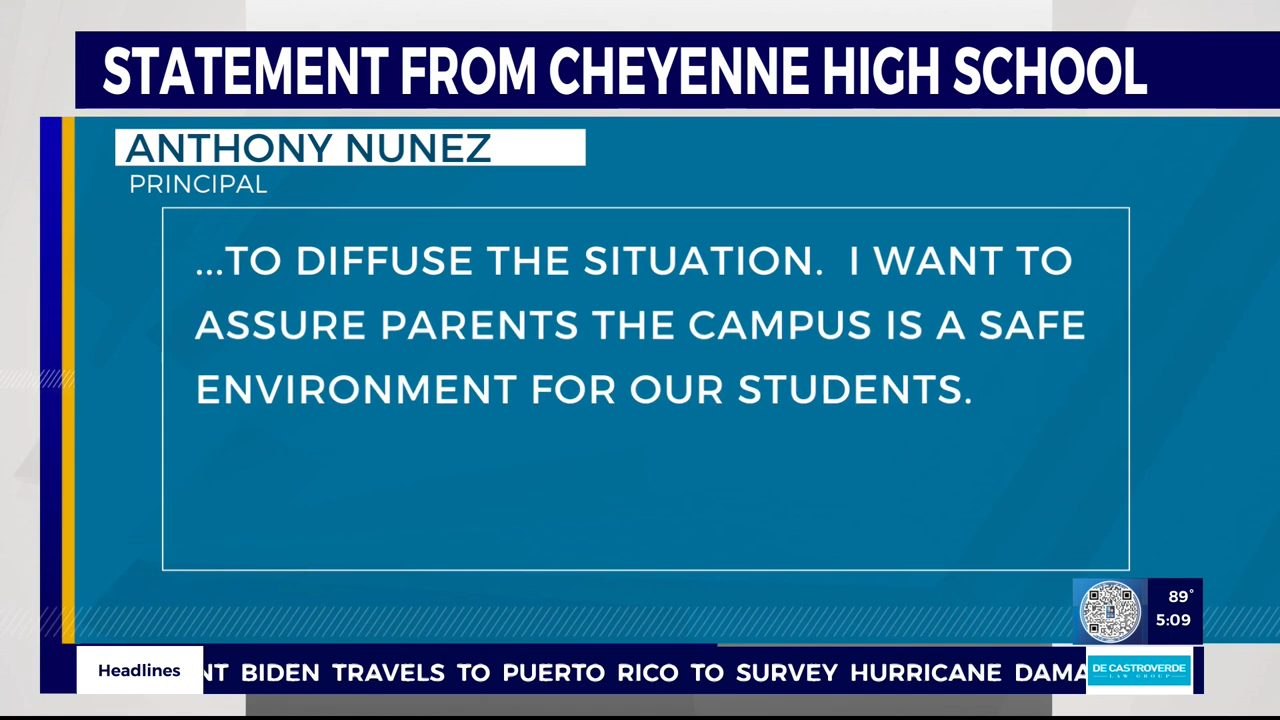 STATEMENT FROM CHEYENNE HIGH SCHOOL
ANTHONY NUNEZ
PRINCIPAL
...TO DIFFUSE THE SITUATION. I WANT TO
ASSURE PARENTS THE CAMPUS IS A SAFE
ENVIRONMENT FOR OUR STUDENTS.
89°
5:09
Headlines
NT BIDEN TRAVELS TO PUERTO RICO TO SURVEY HURRICANE DAMA
DE CASTROVERDE
LAW GROUP